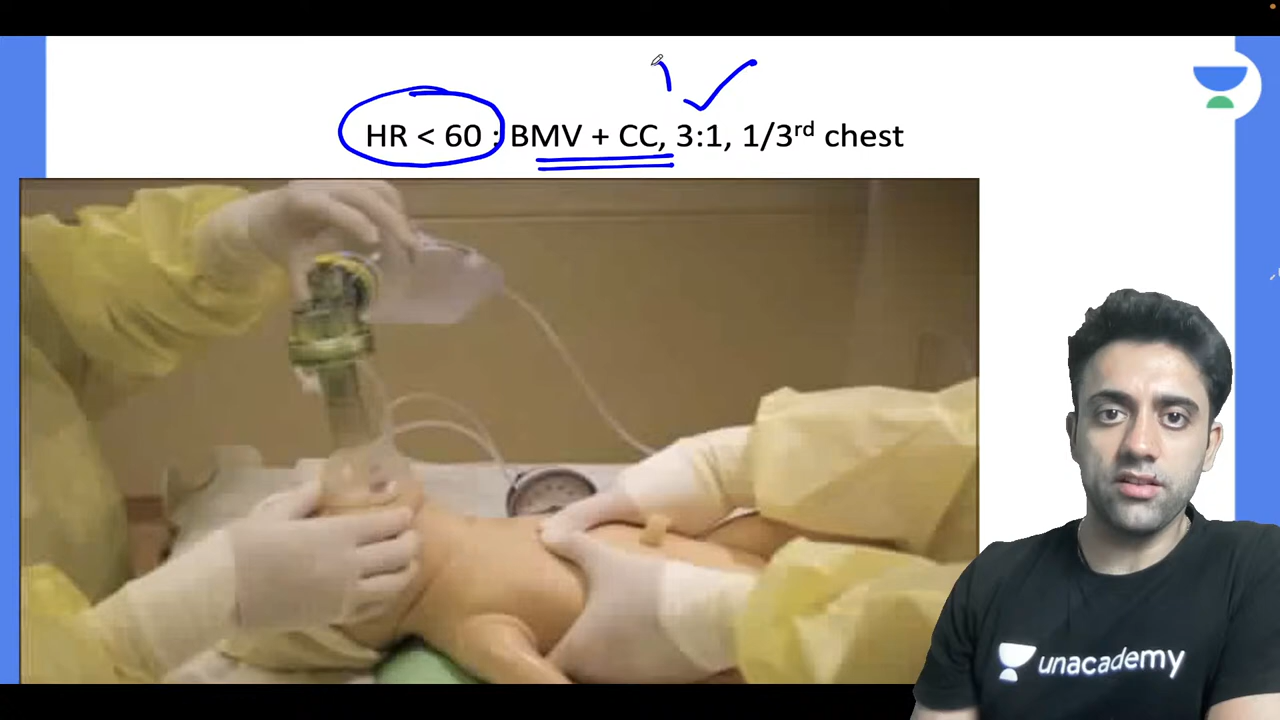 HR < 60 : BMV + CC, 3:1, 1/3rd chest
unacademy